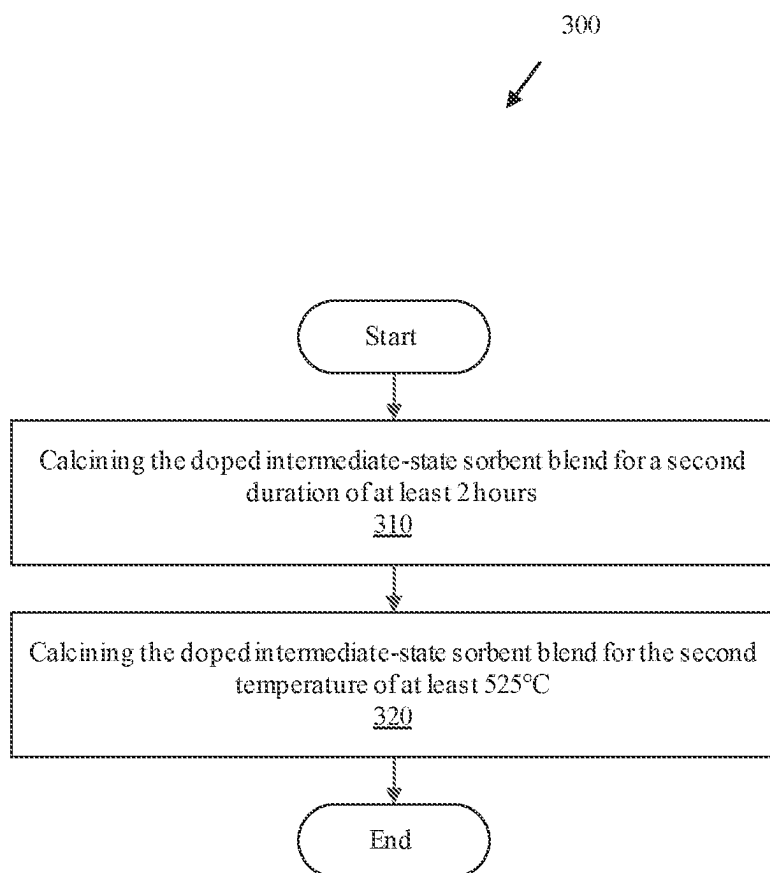 300
Start
Calcining the doped intermediate-state sorbent blend for a second
duration of at least 2 hours
310
Calcining the doped intermediate-state sorbent blend for the second
temperature of at least 525°C
320
End